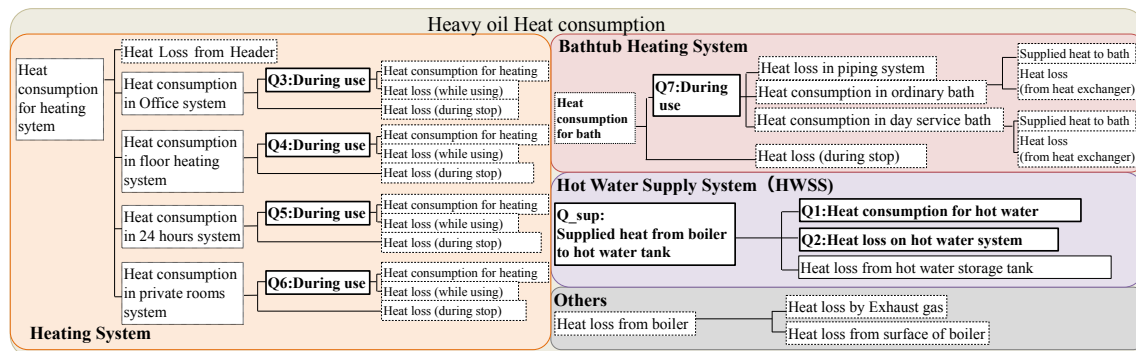 Heavy oil Heat consumption
Heat
consumption
for heating
sytem
Heat Loss from Header
Heat consumption
in Office system
Q3:During use
Heat consumption for heating
Heat loss (while using)
Heat loss (during stop)
Heat consumption
in floor heating
system
Q4:During use
Heat consumption for heating
Heat loss (while using)
Heat loss (during stop)
Heat consumption
in 24 hours system
Q5:During use
Heat consumption for heating
Heat loss (while using)
Heat loss (during stop)
Heat consumption
in private rooms
system
Q6:During use
Heat consumption for heating
Heat loss (while using)
Heat loss (during stop)
Heating System
Bathtub Heating System
Heat
consumption
for bath
Q7:During
use
Heat loss in piping system
Heat consumption in ordinary bath
Supplied heat to bath
Heat loss
(from heat exchanger)
Heat consumption in day service bath
Supplied heat to bath
Heat loss
(from heat exchanger)
Heat loss (during stop)
Hot Water Supply System（HWSS)
Q_sup:
Supplied heat from boiler
to hot water tank
Q1:Heat consumption for hot water
Q2:Heat loss on hot water system
Heat loss from hot water storage tank
Others
Heat loss from boiler
Heat loss by Exhaust gas
Heat loss from surface of boiler